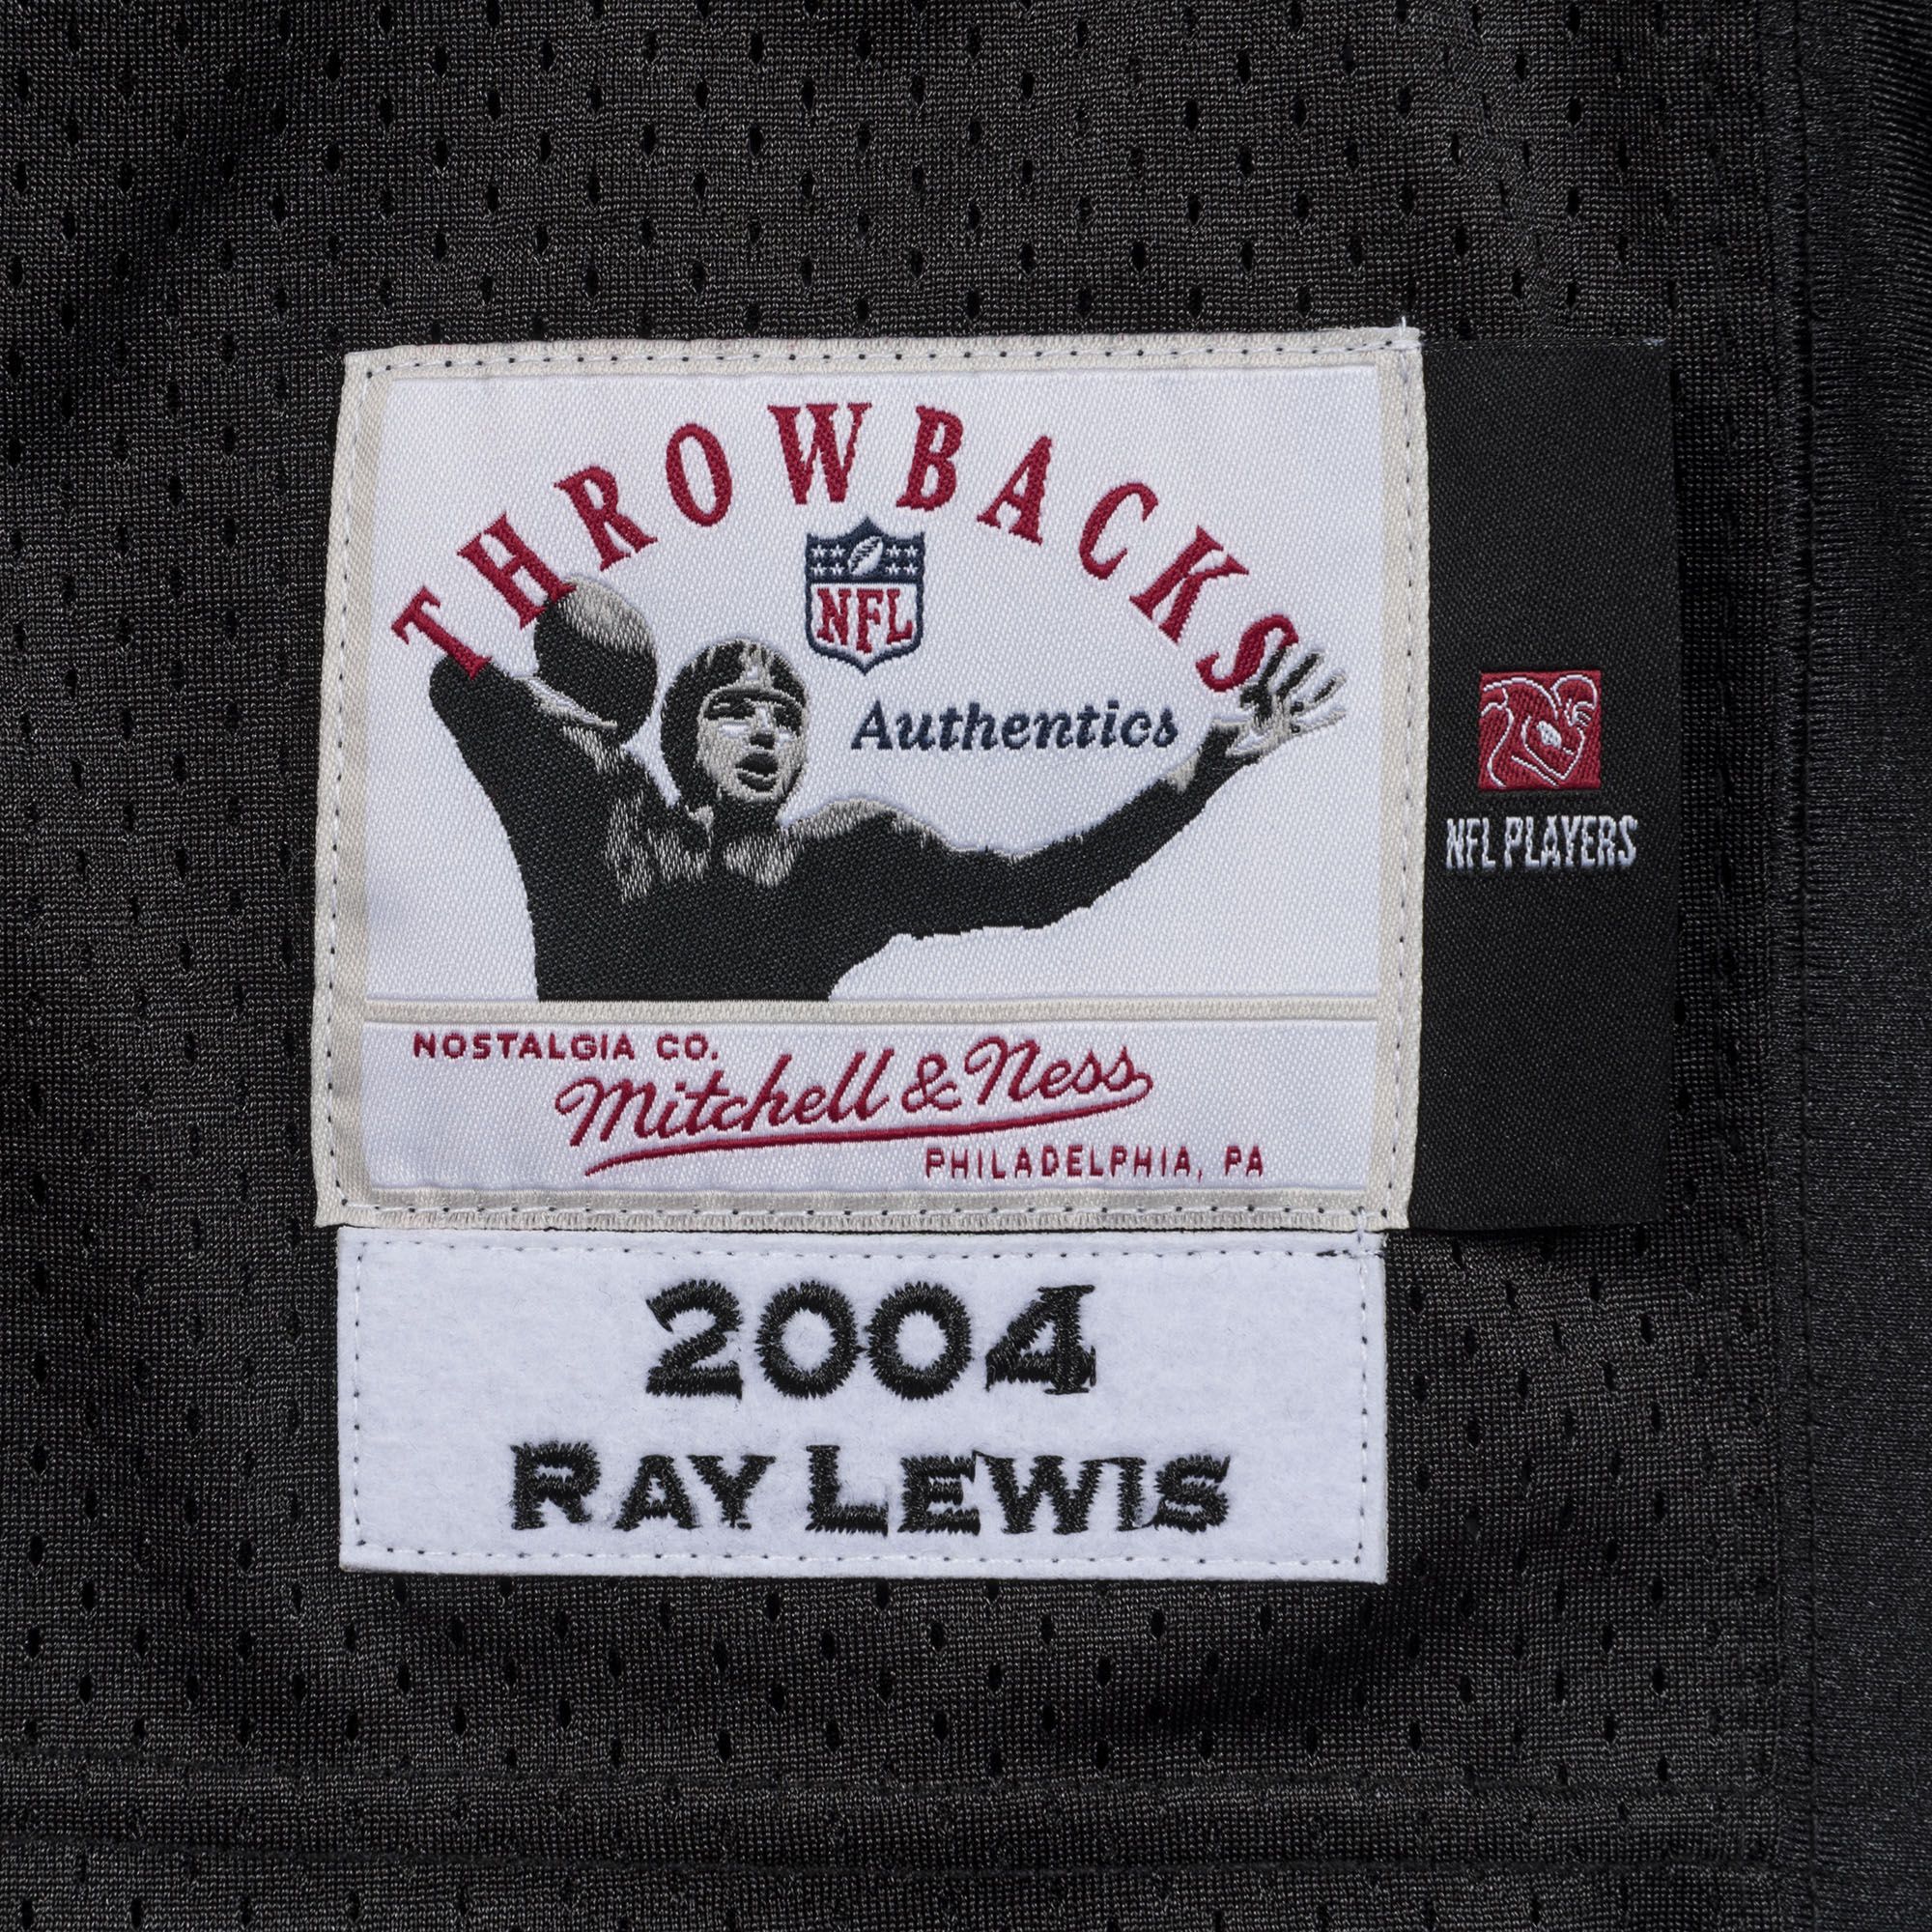 THROWBACKS
NFL
Authentics
NFL PLAYERS
NOSTALGIA CO.
Mitchell & Ness
PHILADELPHIA, PA
2004
RAY LEWIS